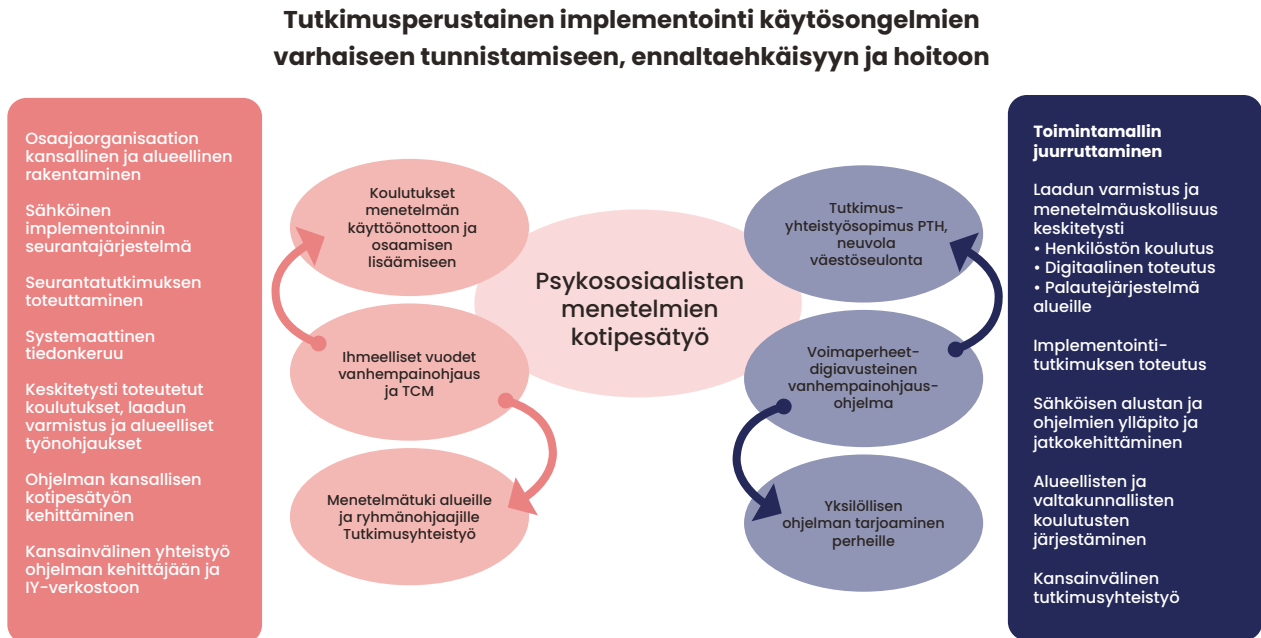 Tutkimusperustainen implementointi käytösongelmien
varhaiseen tunnistamiseen, ennaltaehkäisyyn ja hoitoon
Osaajaorganisaation
kansallinen ja alueellinen
rakentaminen
Sähköinen
implementoinnin
seurantajärjestelmä
Seurantatutkimuksen
toteuttaminen
Systemaattinen
tiedonkeruu
Keskitetysti toteutetut
koulutukset, laadun
varmistus ja alueelliset
työnohjaukset
Ohjelman kansallisen
kotipesätyön
kehittäminen
Kansainvälinen yhteistyö
ohjelman kehittäjään ja
IY-verkostoon
Koulutukset
menetelmän
käyttöönottoon ja
osaamisen
lisäämiseen
Ihmeelliset vuodet
vanhempainohjaus
ja TCM
Menetelmätuki alueille
ja ryhmänohjaajille
Tutkimusyhteistyö
Psykososiaalisten
menetelmien
kotipesätyö
Tutkimus-
yhteistyösopimus PTH,
neuvola
väestöseulonta
Voimaperheet-
digiavusteinen
vanhempainohjaus-
ohjelma
Yksilöllisen
ohjelman tarjoaminen
perheille
Toimintamallin
juurruttaminen
Laadun varmistus ja
menetelmäuskollisuus
keskitetysti
• Henkilöstön koulutus
• Digitaalinen toteutus
• Palautejärjestelmä
alueille
Implementointi-
tutkimuksen toteutus
Sähköisen alustan ja
ohjelmien ylläpito ja
jatkokehittäminen
Alueellisten ja
valtakunnallisten
koulutusten
järjestäminen
Kansainvälinen
tutkimusyhteistyö